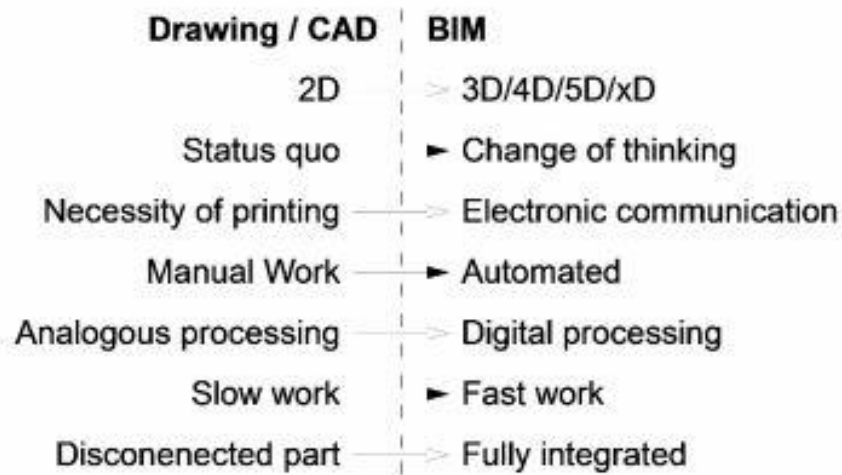 Drawing / CAD BIM
2D 3D/4D/5D/xD
Status quo Change of thinking
Necessity of printing Electronic communication
Manual Work Automated
Analogous processing Digital processing
Slow work Fast work
Disconenected part Fully integrated